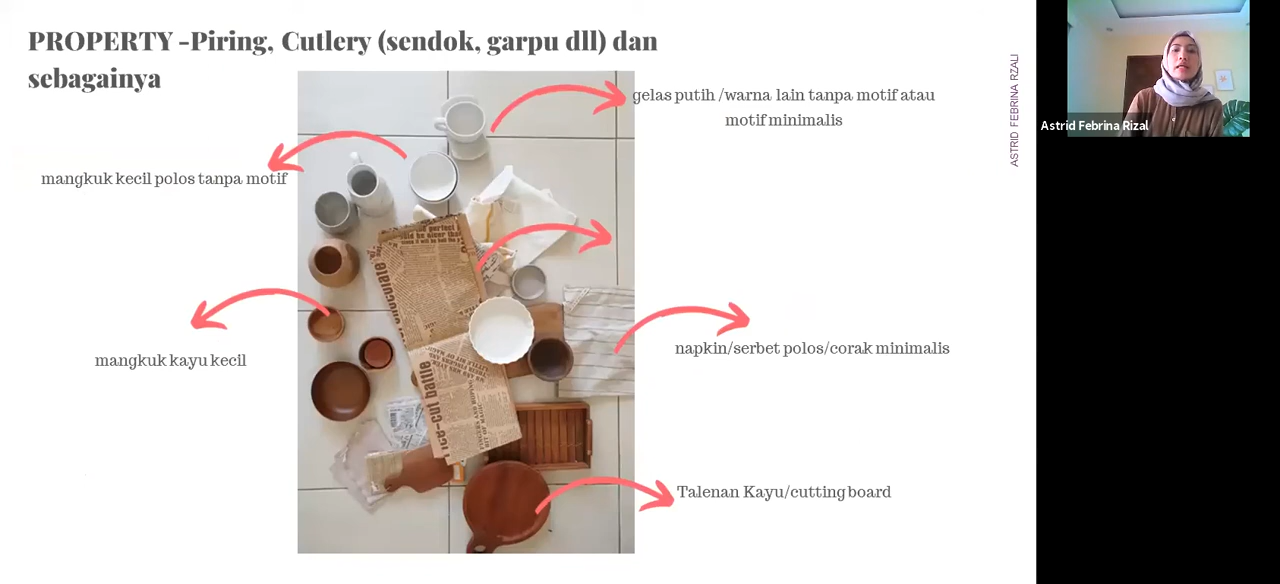 PROPERTY -Piring, Cutlery (sendok, garpu dll) dan
sebagainya
gelas putih /warna lain tanpa motif atau
motif minimalis
mangkuk kecil polos tanpa motif
mangkuk kayu kecil
napkin/serbet polos/corak minimalis
Talenan Kayu/cutting board
ASTRID FEBRINA RZALI
Astrid Febrina Rizal